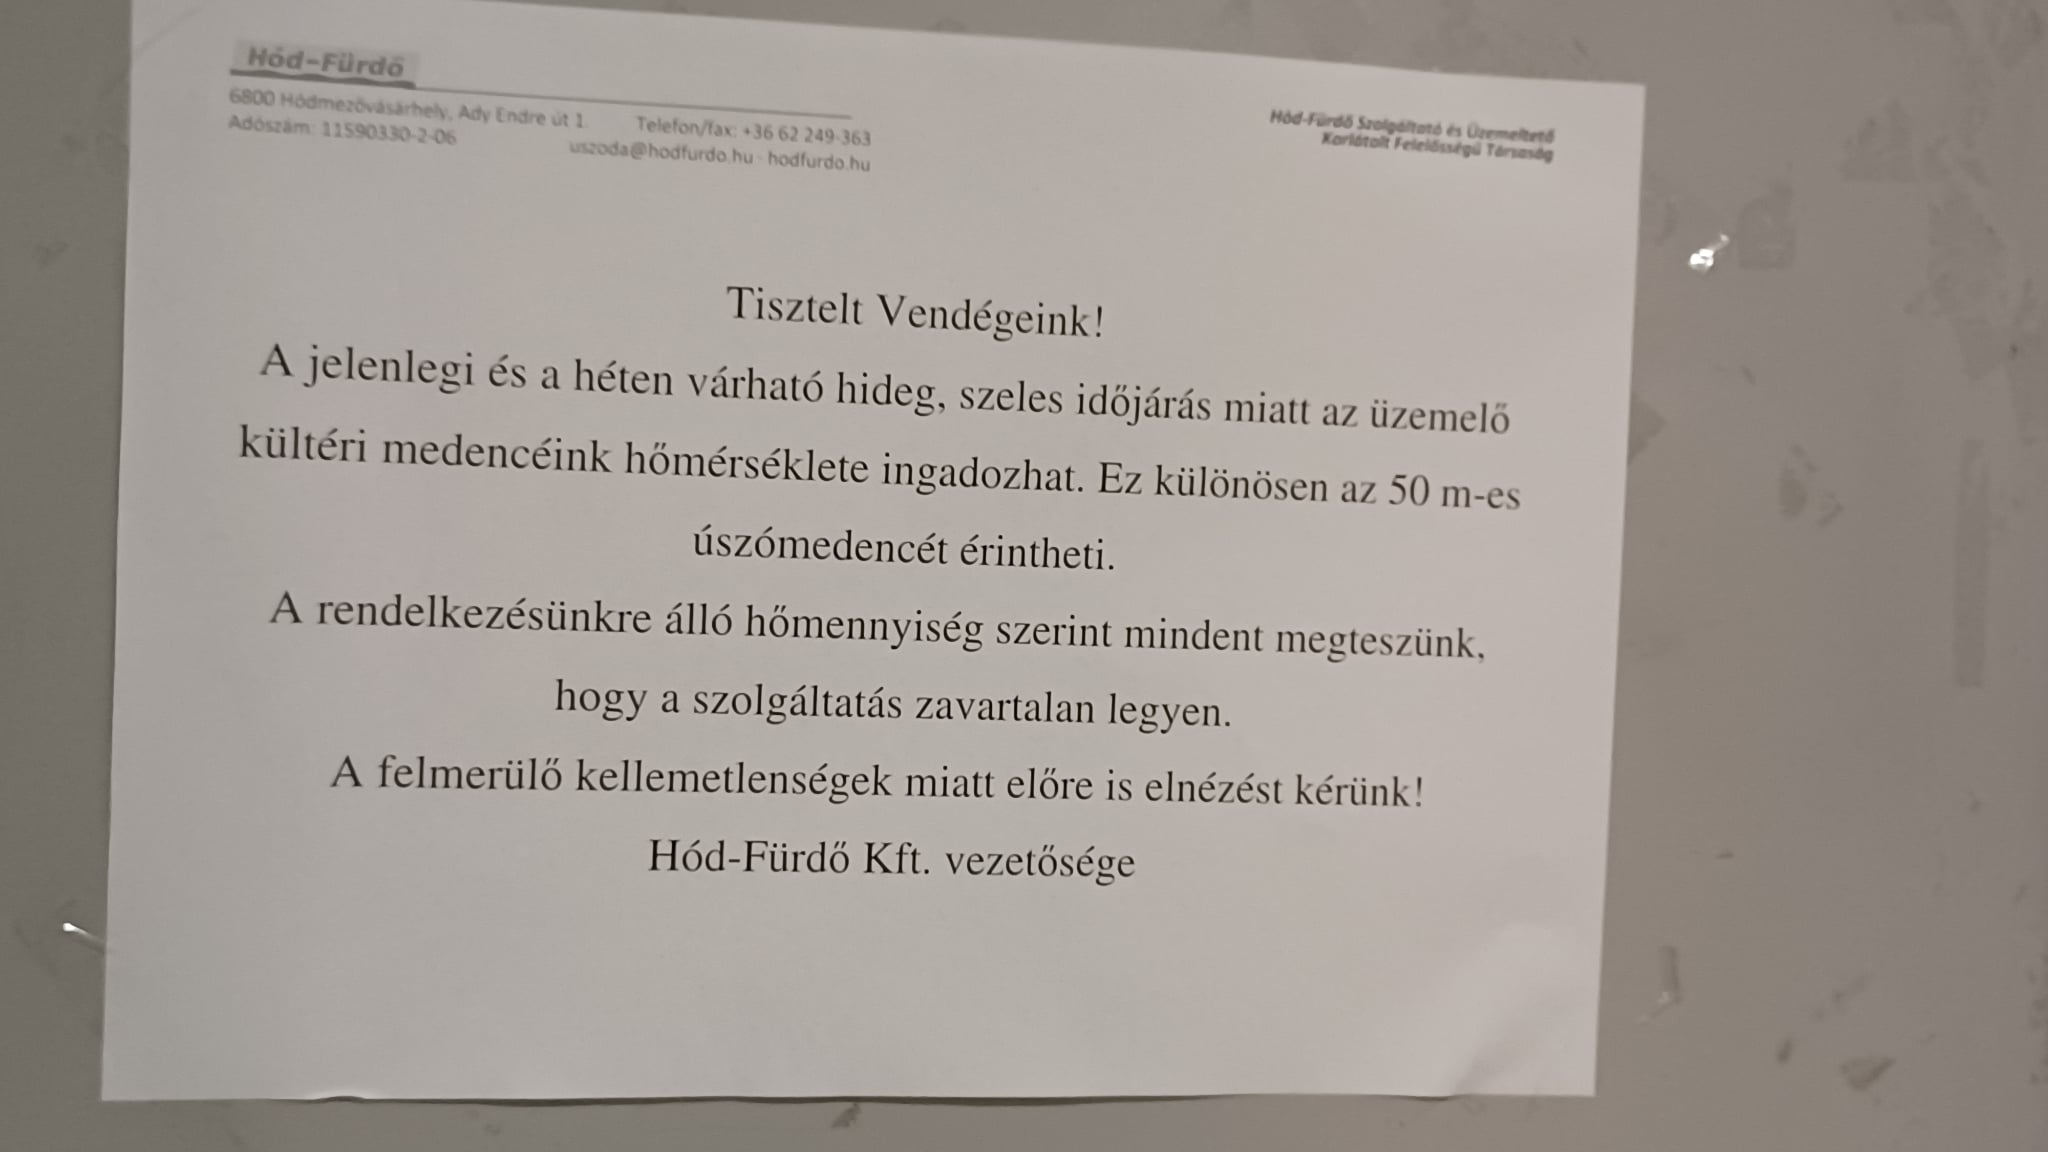 Hód-Fürdő
6800 Hódmezővásárhely, Ady Endre út 1. Telefon/fax: +36 62 249-363
Adószám: 11590330-2-06 uszoda@hodfurdo.hu - hodfurdo.hu
Hód-Fürdő Szolgáltató és Üzemeltető
Korlátolt Felelősségű Társaság
Tisztelt Vendégeink!
A jelenlegi és a héten várható hideg, szeles időjárás miatt az üzemelő
kültéri medencéink hőmérséklete ingadozhat. Ez különösen az 50 m-es
úszómedencét érintheti.
A rendelkezésünkre álló hőmennyiség szerint mindent megteszünk,
hogy a szolgáltatás zavartalan legyen.
A felmerülő kellemetlenségek miatt előre is elnézést kérünk!
Hód-Fürdő Kft. vezetősége